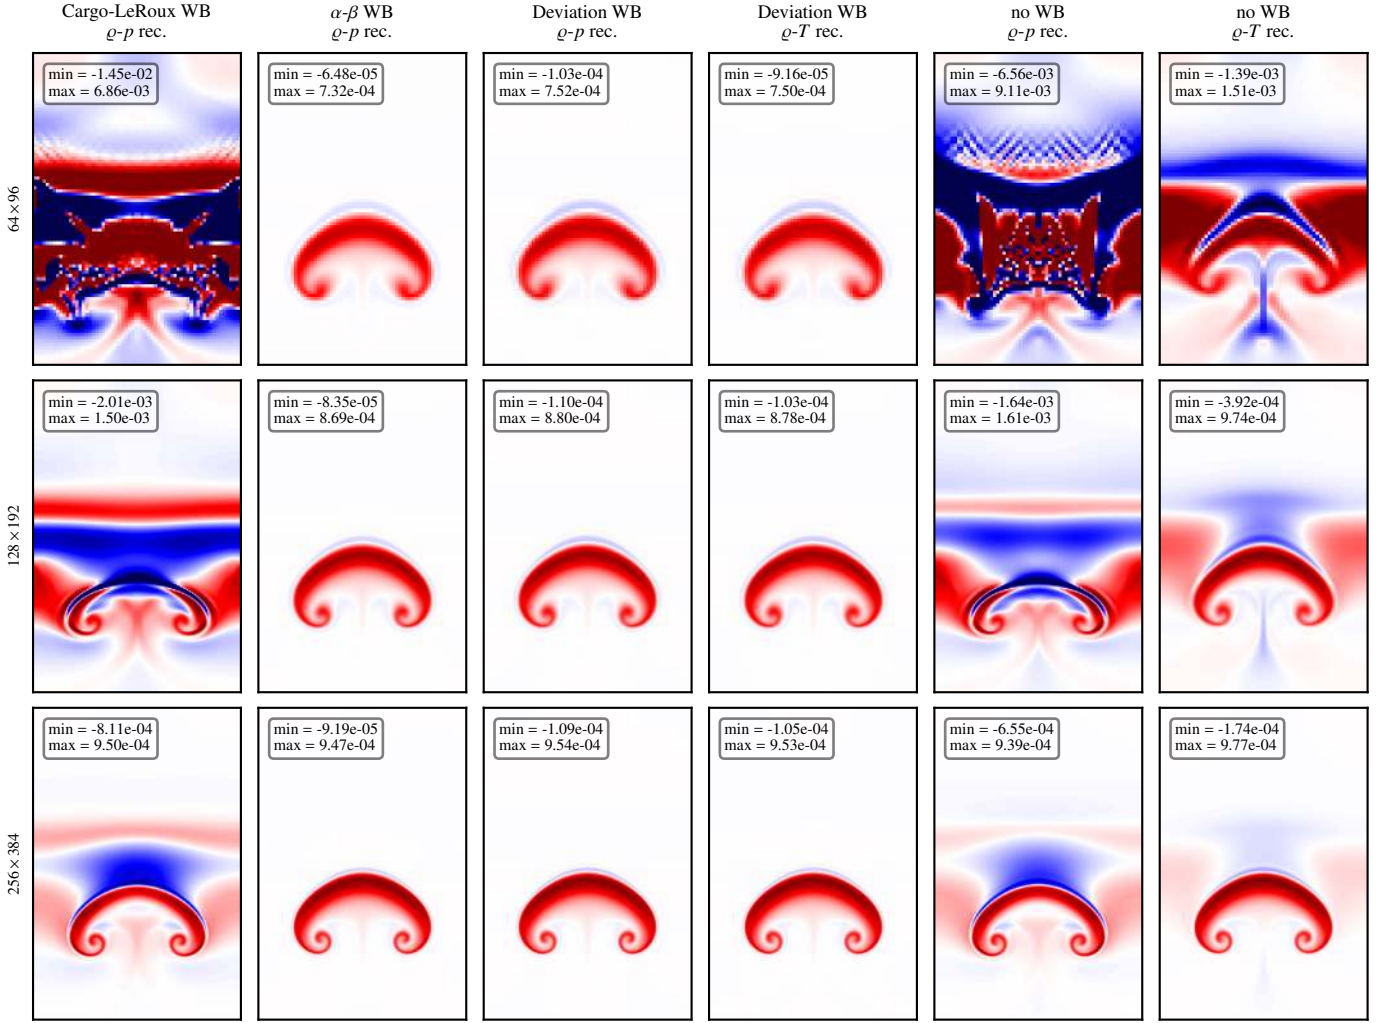 Cargo-LeRoux WB
ϱ-p rec.
α-β WB
ϱ-p rec.
Deviation WB
ϱ-p rec.
Deviation WB
ϱ-T rec.
no WB
ϱ-p rec.
no WB
ϱ-T rec.
64×96
min = -1.45e-02
max = 6.86e-03
min = -6.48e-05
max = 7.32e-04
min = -1.03e-04
max = 7.52e-04
min = -9.16e-05
max = 7.50e-04
min = -6.56e-03
max = 9.11e-03
min = -1.39e-03
max = 1.51e-03
128×192
min = -2.01e-03
max = 1.50e-03
min = -8.35e-05
max = 8.69e-04
min = -1.10e-04
max = 8.80e-04
min = -1.03e-04
max = 8.78e-04
min = -1.64e-03
max = 1.61e-03
min = -3.92e-04
max = 9.74e-04
256×384
min = -8.11e-04
max = 9.50e-04
min = -9.19e-05
max = 9.47e-04
min = -1.09e-04
max = 9.54e-04
min = -1.05e-04
max = 9.53e-04
min = -6.55e-04
max = 9.39e-04
min = -1.74e-04
max = 9.77e-04